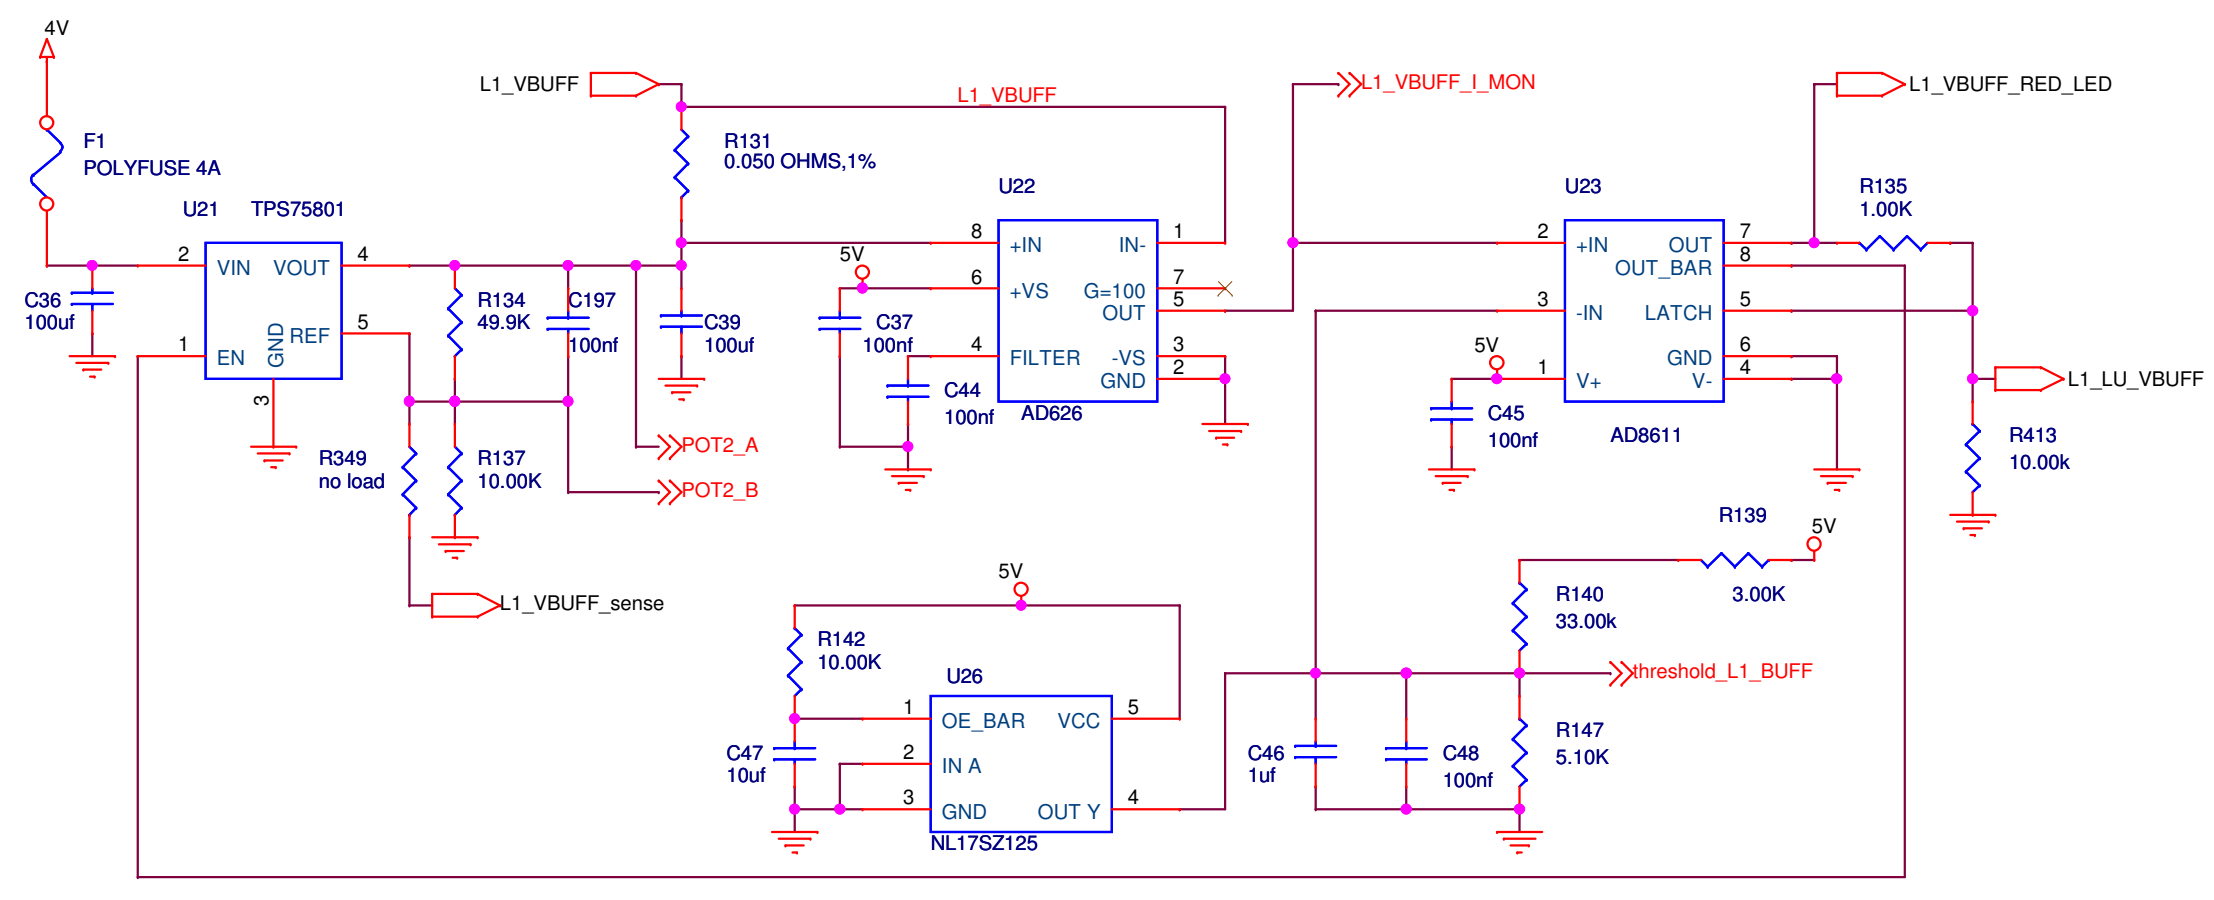 4V
F1
POLYFUSE 4A
U21
TPS75801
2
VIN
VOUT
4
REF
5
1
EN
GND
3
C36
100uf
R134
49.9K
C197
100nf
R349
no load
R137
10.00K
L1_VBUFF_sense
POT2_A
POT2_B
L1_VBUFF
L1_VBUFF
R131
0.050 OHMS,1%
C39
100uf
5V
C37
100nf
C44
100nf
U22
8
+IN
IN-
1
6
+VS
G=100
7
OUT
5
4
FILTER
-VS
3
GND
2
AD626
L1_VBUFF_I_MON
U23
2
+IN
OUT
7
OUT_BAR
8
3
-IN
LATCH
5
GND
6
1
V+
V-
4
AD8611
5V
C45
100nf
L1_VBUFF_RED_LED
R135
1.00K
L1_LU_VBUFF
R413
10.00k
R139
3.00K
5V
R140
33.00k
threshold_L1_BUFF
R147
5.10K
C46
1uf
C48
100nf
5V
R142
10.00K
C47
10uf
U26
1
OE_BAR
VCC
5
2
IN A
3
GND
OUT Y
4
NL17SZ125